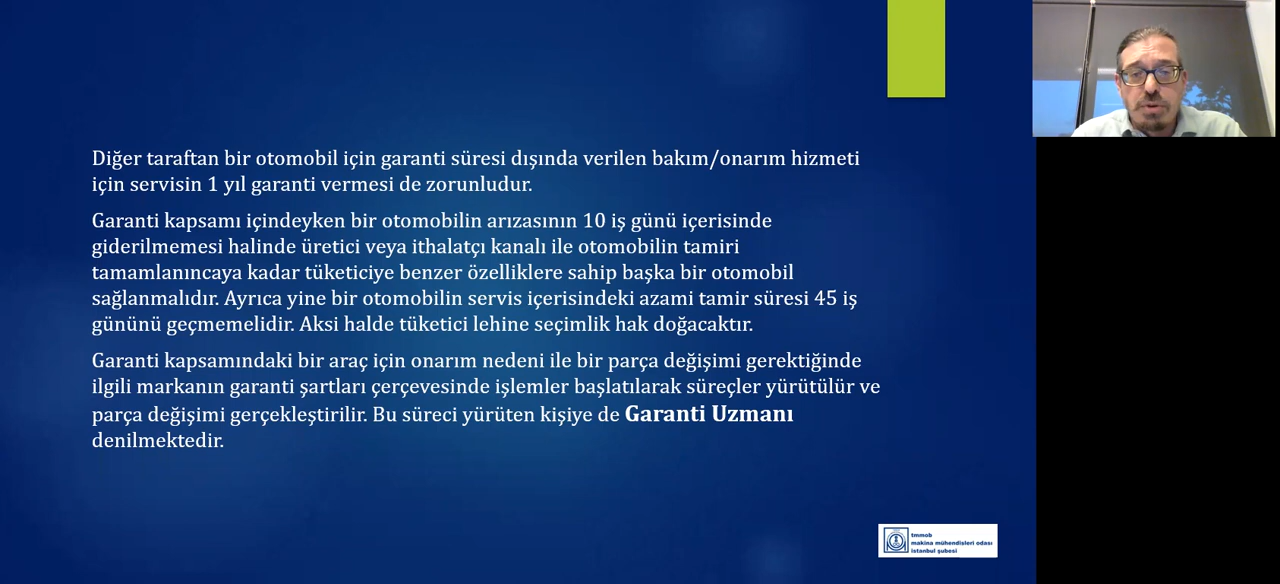 Diğer taraftan bir otomobil için garanti süresi dışında verilen bakım/onarım hizmeti
için servisin 1 yıl garanti vermesi de zorunludur.
Garanti kapsamı içindeyken bir otomobilin arızasının 10 iş günü içerisinde
giderilmemesi halinde üretici veya ithalatçı kanalı ile otomobilin tamiri
tamamlanıncaya kadar tüketiciye benzer özelliklere sahip başka bir otomobil
sağlanmalıdır. Ayrıca yine bir otomobilin servis içerisindeki azami tamir süresi 45 iş
gününü geçmemelidir. Aksi halde tüketici lehine seçimlik hak doğacaktır.
Garanti kapsamındaki bir araç için onarım nedeni ile bir parça değişimi gerektiğinde
ilgili markanın garanti şartları çerçevesinde işlemler başlatılarak süreçler yürütülür ve
parça değişimi gerçekleştirilir. Bu süreci yürüten kişiye de Garanti Uzmanı
denilmektedir.
tmmob
makina mühendisleri odası
istanbul şubesi